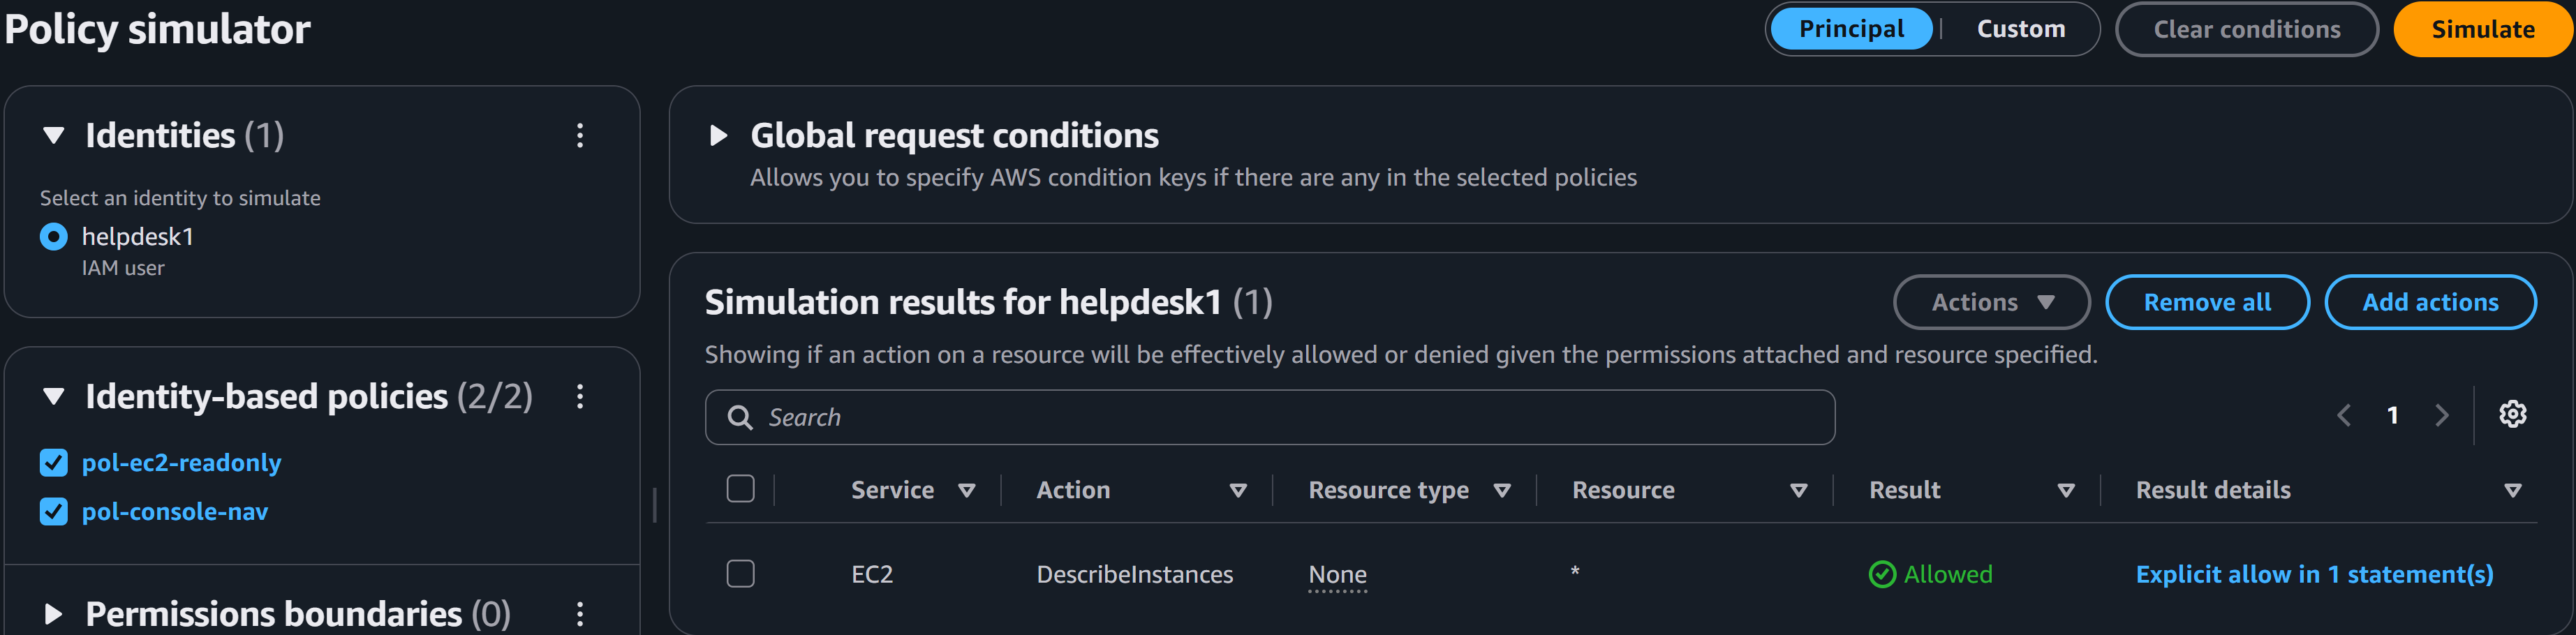 Policy simulator
Principal | Custom
Clear conditions
Simulate
Identities (1)
Select an identity to simulate
helpdesk1
IAM user
Identity-based policies (2/2)
pol-ec2-readonly
pol-console-nav
Permissions boundaries (0)
Global request conditions
Allows you to specify AWS condition keys if there are any in the selected policies
Simulation results for helpdesk1 (1)
Actions
Remove all
Add actions
Showing if an action on a resource will be effectively allowed or denied given the permissions attached and resource specified.
Search
1
Service Action Resource type Resource Result Result details
EC2 DescribeInstances None * Allowed Explicit allow in 1 statement(s)